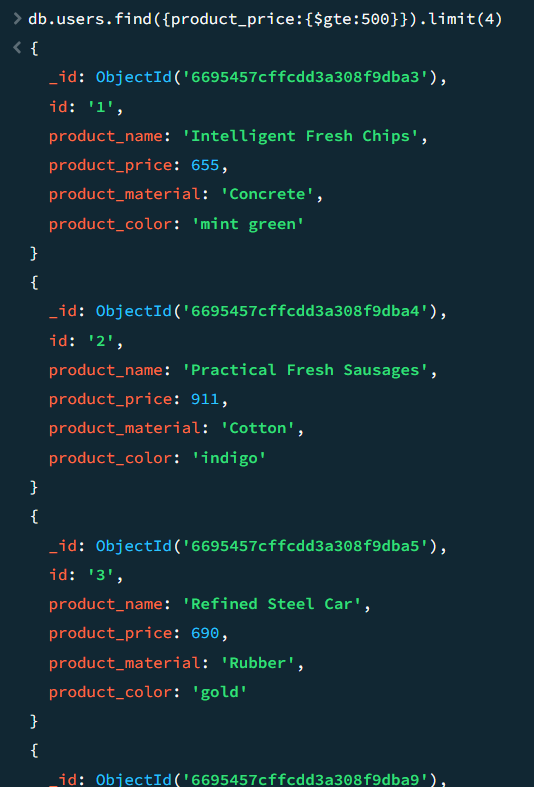 > db.users.find({product_price:{$gte:500}}).limit(4)
< {
_id: ObjectId('6695457cffcdd3a308f9dba3'),
id: '1',
product_name: 'Intelligent Fresh Chips',
product_price: 655,
product_material: 'Concrete',
product_color: 'mint green'
}
{
_id: ObjectId('6695457cffcdd3a308f9dba4'),
id: '2',
product_name: 'Practical Fresh Sausages',
product_price: 911,
product_material: 'Cotton',
product_color: 'indigo'
}
{
_id: ObjectId('6695457cffcdd3a308f9dba5'),
id: '3',
product_name: 'Refined Steel Car',
product_price: 690,
product_material: 'Rubber',
product_color: 'gold'
}
{
_id: ObjectId('6695457cffcdd3a308f9dba9'),